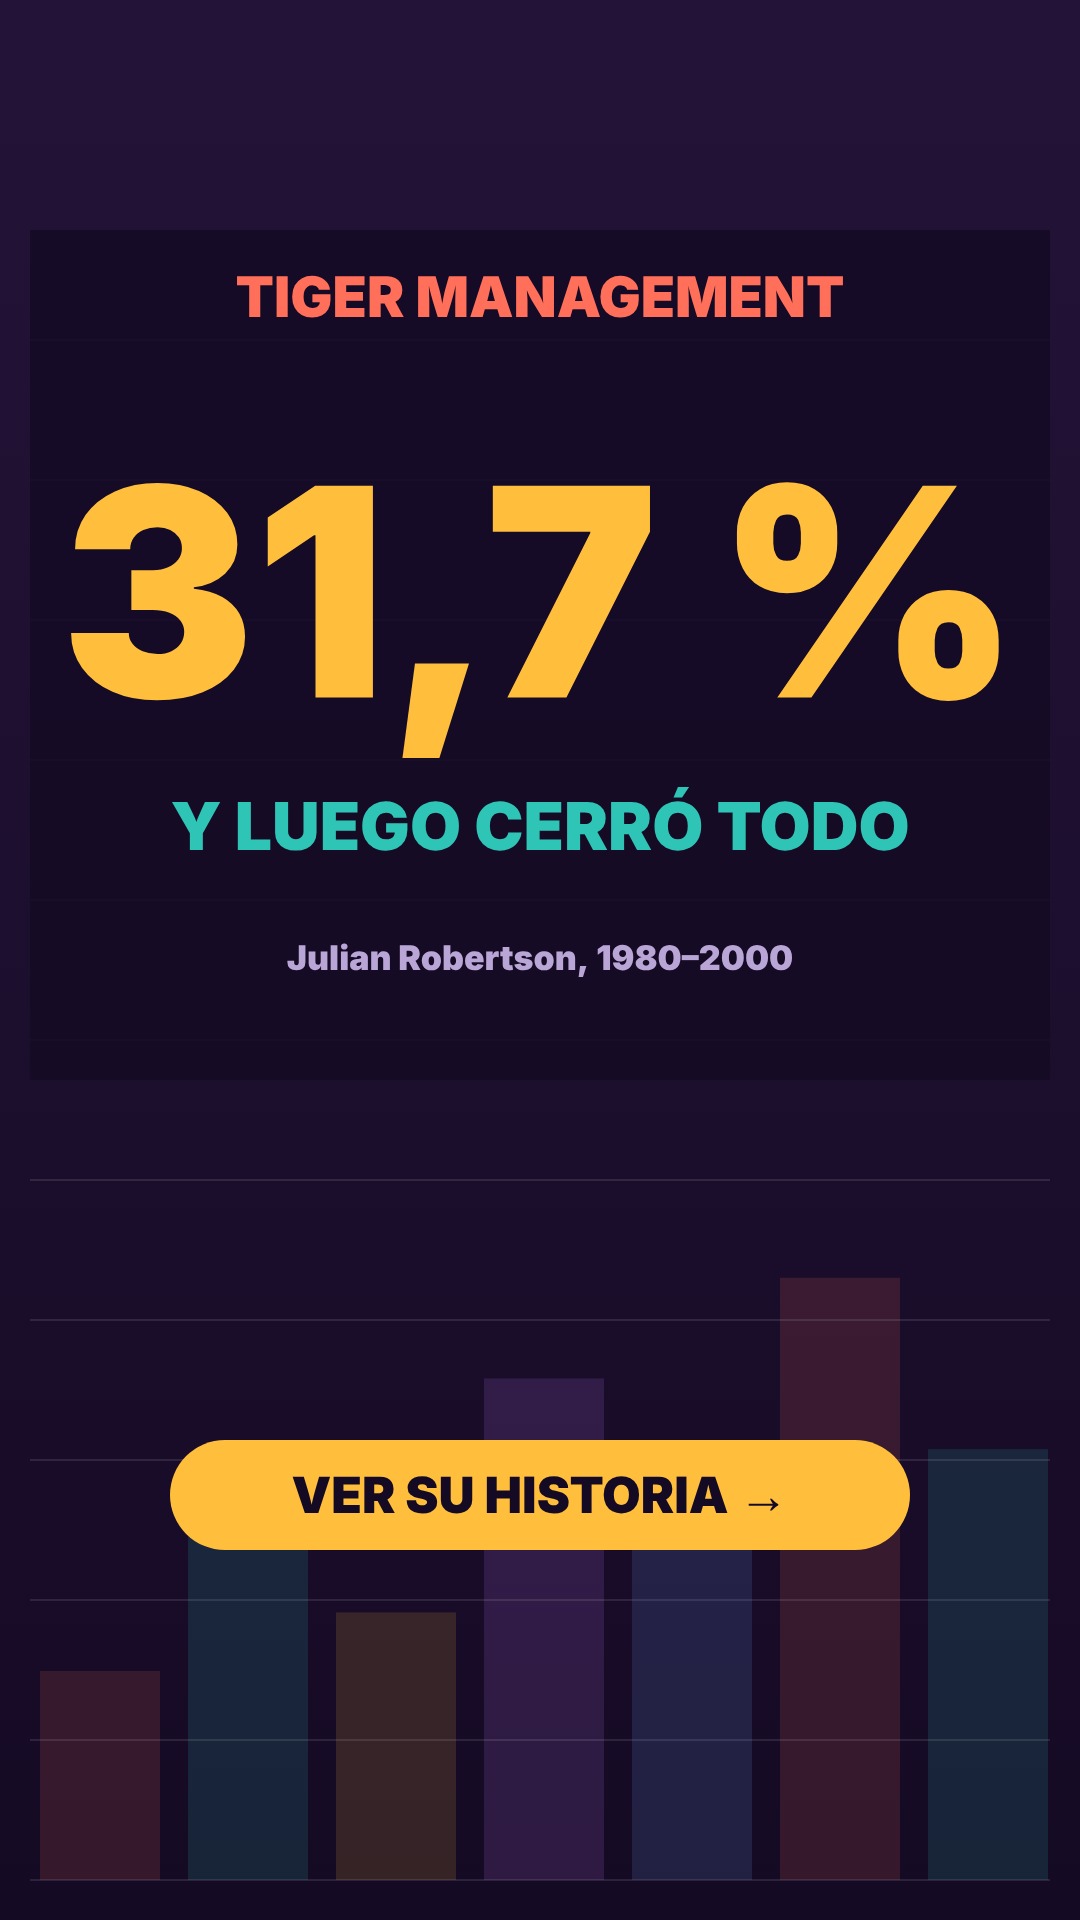 TIGER MANAGEMENT
31,7 %
Y LUEGO CERRÓ TODO
Julian Robertson, 1980–2000
VER SU HISTORIA →